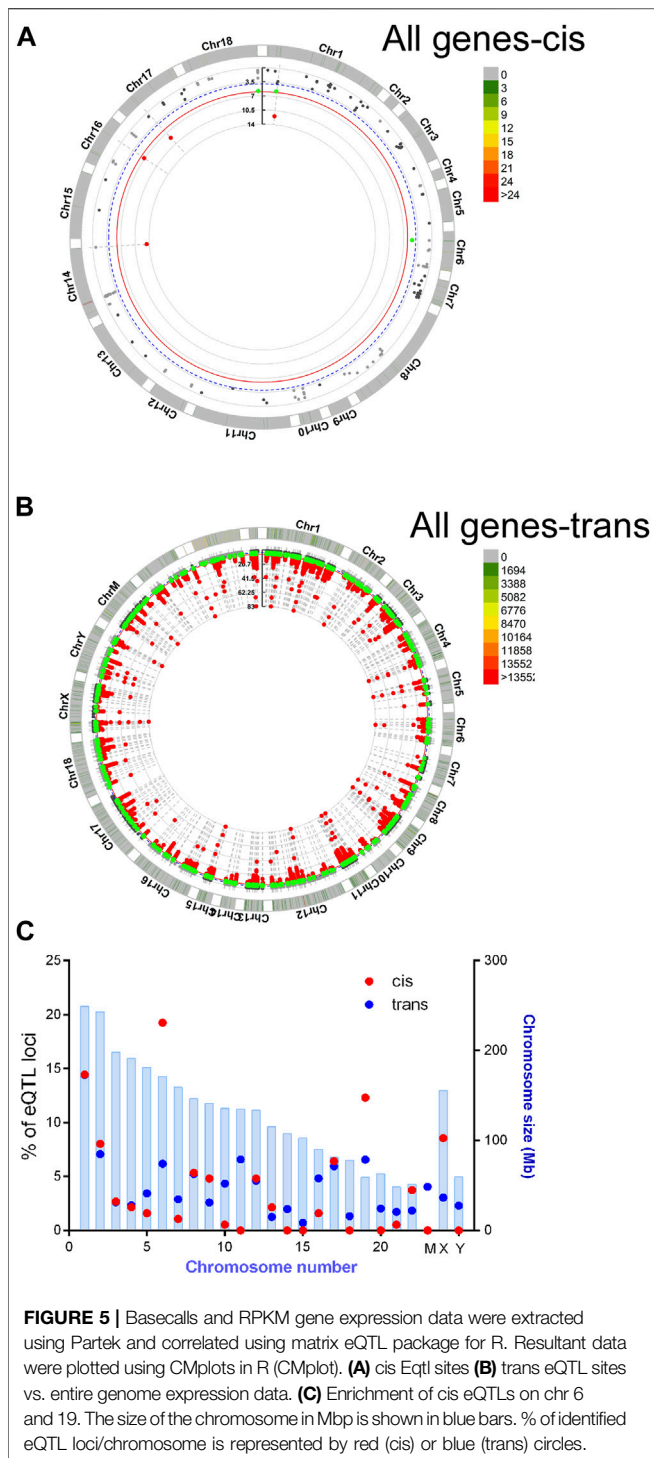 A
All genes-cis
Chr1
Chr2
Chr3
Chr4
Chr5
Chr6
Chr7
Chr8
Chr9
Chr10
Chr11
Chr12
Chr13
Chr14
Chr15
Chr16
Chr17
Chr18
3.5
7
10.5
14
0
3
6
9
12
15
18
21
24
>24
B
All genes-trans
Chr1
Chr2
Chr3
Chr4
Chr5
Chr6
Chr7
Chr8
Chr9
Chr10
Chr11
Chr12
Chr13
Chr14
Chr15
Chr16
Chr17
Chr18
ChrX
ChrY
ChrM
20.7
41.5
62.25
83
0
1694
3388
5082
6776
8470
10164
11858
13552
>1355
C
25
20
15
10
5
0
% of eQTL loci
cis
trans
300
200
100
0
Chromosome size (Mb)
0 5 10 15 20 M X Y
Chromosome number
FIGURE 5 | Basecalls and RPKM gene expression data were extracted
using Partek and correlated using matrix eQTL package for R. Resultant data
were plotted using CMplots in R (CMplot). (A) cis Eqtl sites (B) trans eQTL sites
vs. entire genome expression data. (C) Enrichment of cis eQTLs on chr 6
and 19. The size of the chromosome in Mbp is shown in blue bars. % of identified
eQTL loci/chromosome is represented by red (cis) or blue (trans) circles.